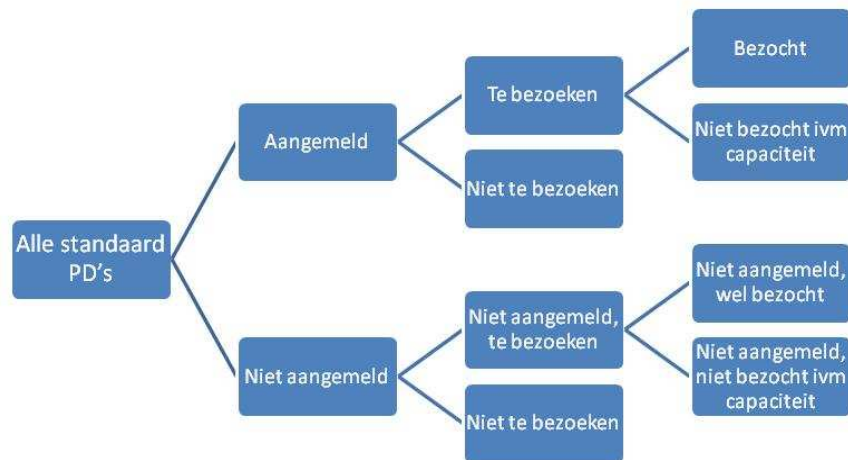 Alle standaard
PD's
Aangemeld
Te bezoeken
Bezocht
Niet bezocht ivm
capaciteit
Niet te bezoeken
Niet aangemeld
Niet aangemeld,
te bezoeken
Niet aangemeld,
wel bezocht
Niet aangemeld,
niet bezocht ivm
capaciteit
Niet te bezoeken